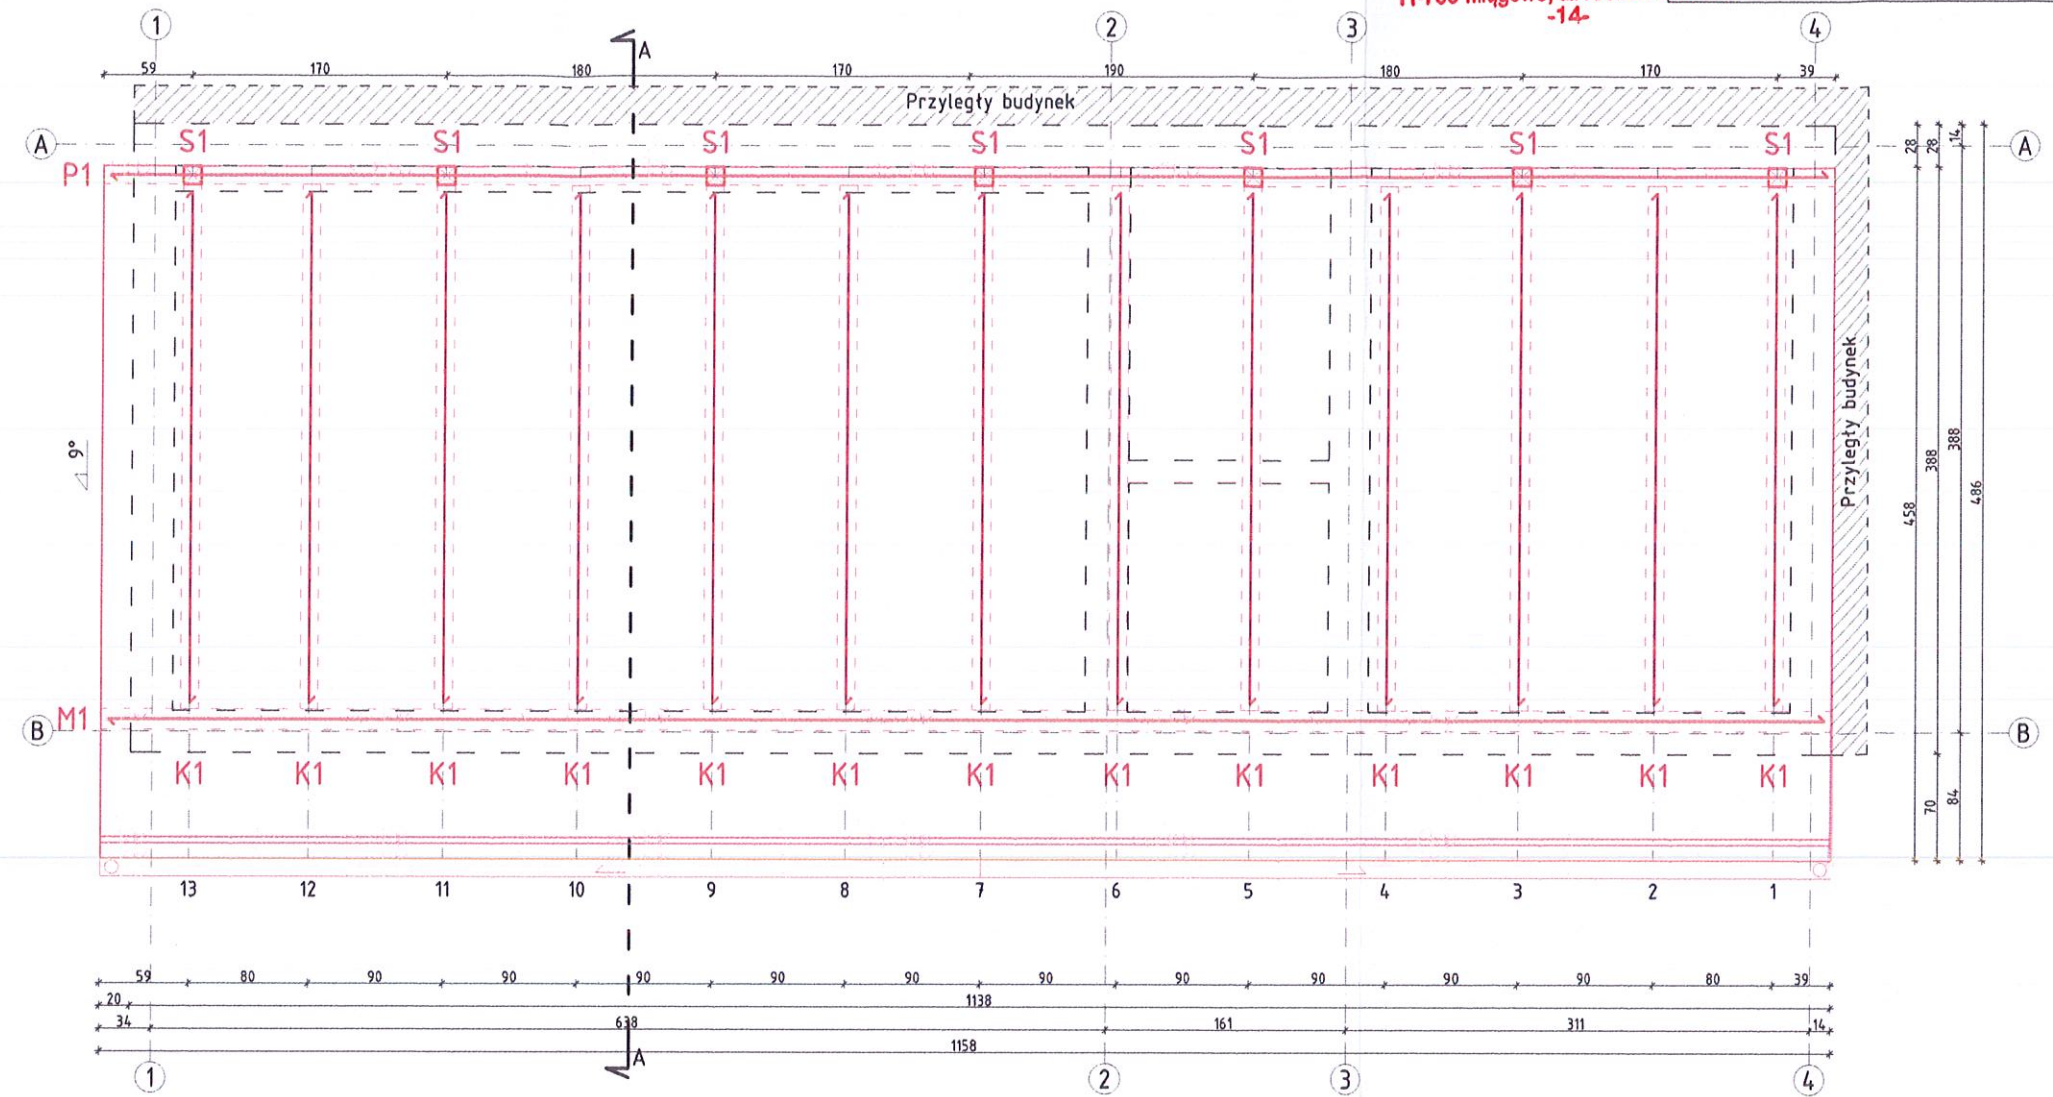 -14-
1 2 3 4
A
59 170 180 170 190 180 170 39
Przyległy budynek
A S1 S1 S1 S1 S1 S1 S1 A
28 28 14
P1
9°
Przyległy budynek
458 388 388 486
M1
B B
K1 K1 K1 K1 K1 K1 K1 K1 K1 K1 K1 K1 K1
70 84
13 12 11 10 9 8 7 6 5 4 3 2 1
59 80 90 90 90 90 90 90 90 90 90 90 80 39
20 1138
34 638 161 311 14
1158
A
1 2 3 4